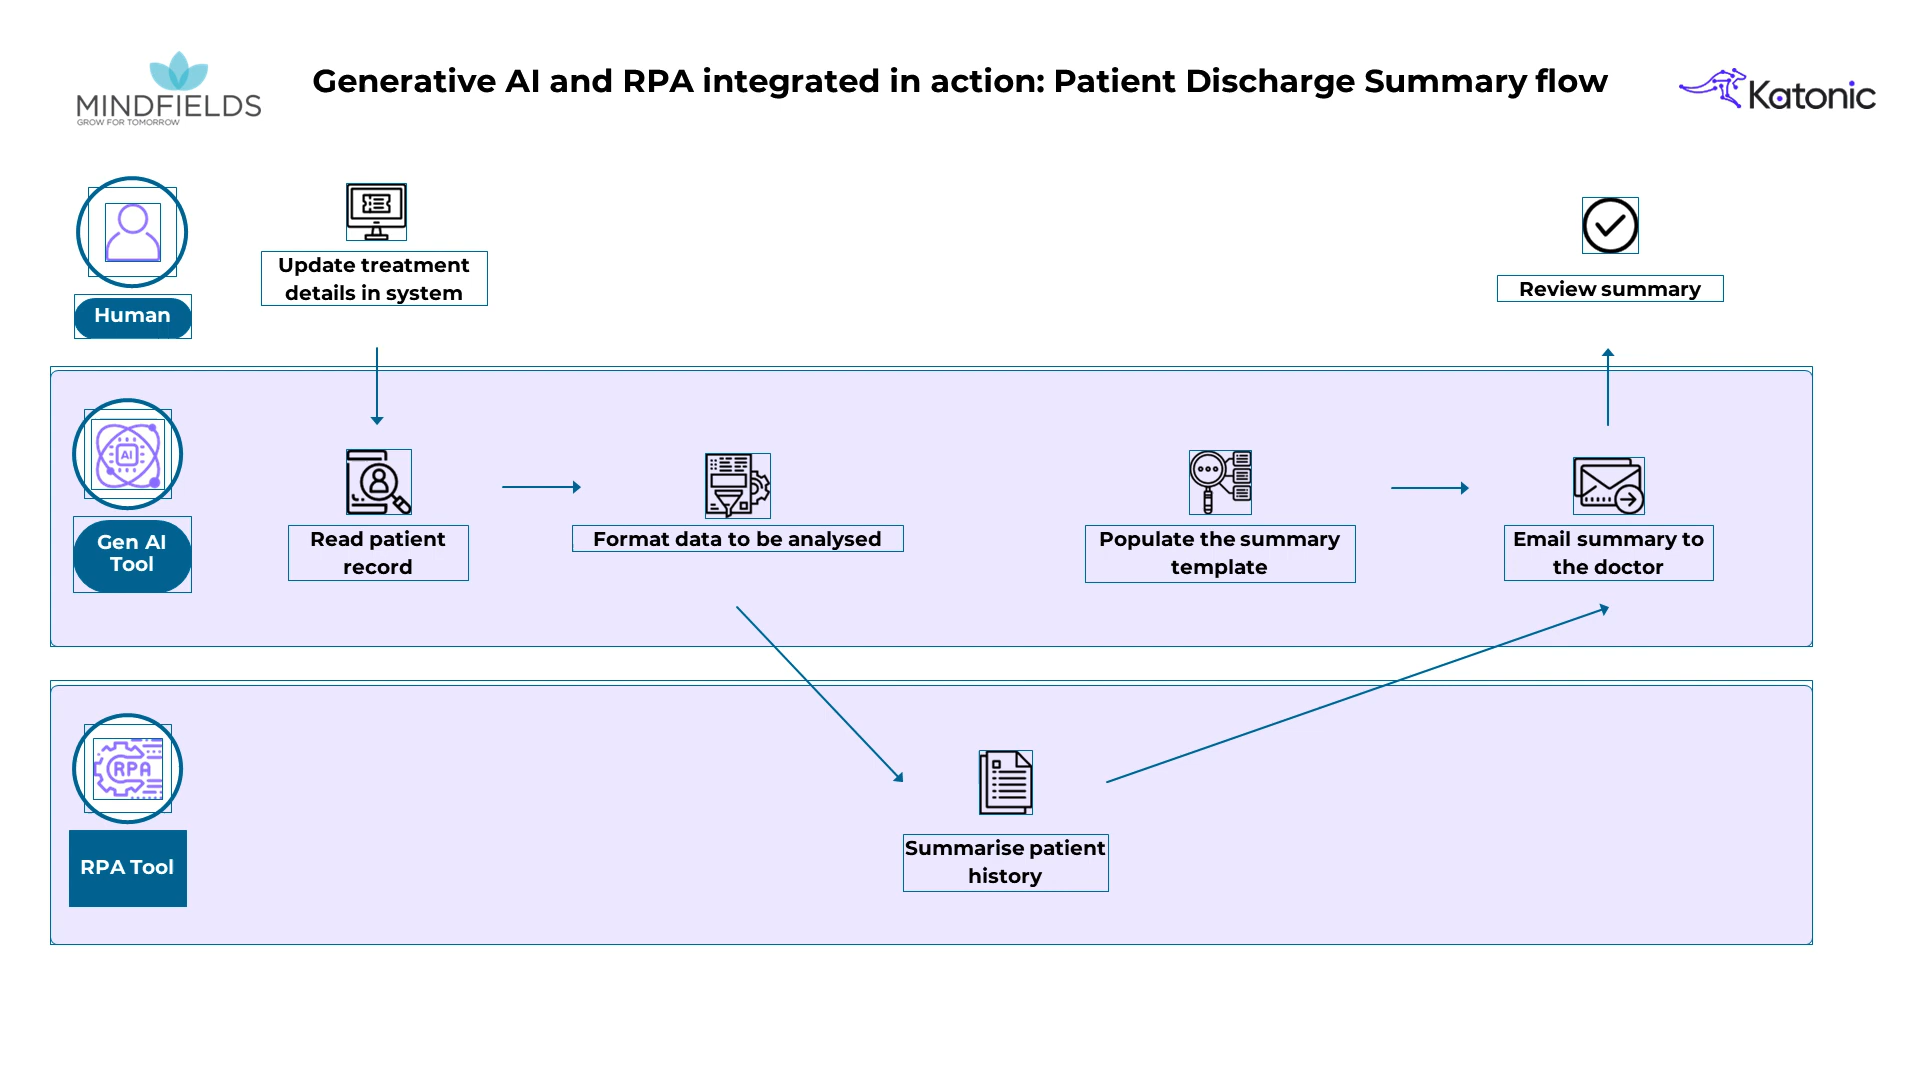 MINDFIELDS
GROW FOR TOMORROW
Generative AI and RPA integrated in action: Patient Discharge Summary flow
Katonic
Human
Update treatment
details in system
Review summary
AI
Gen AI
Tool
Read patient
record
Format data to be analysed
Populate the summary
template
Email summary to
the doctor
RPA
RPA Tool
Summarise patient
history